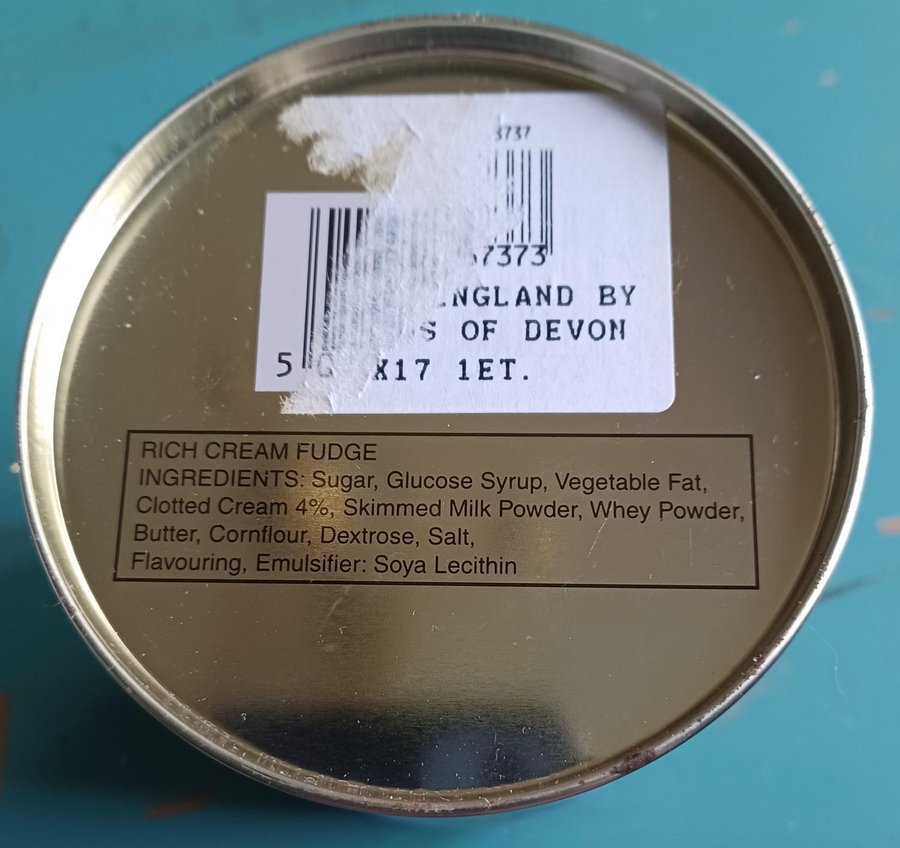 3737
57373
ENGLAND BY
OF DEVON
X17 1ET.
5
RICH CREAM FUDGE
INGREDIENTS: Sugar, Glucose Syrup, Vegetable Fat,
Clotted Cream 4%, Skimmed Milk Powder, Whey Powder,
Butter, Cornflour, Dextrose, Salt,
Flavouring, Emulsifier: Soya Lecithin